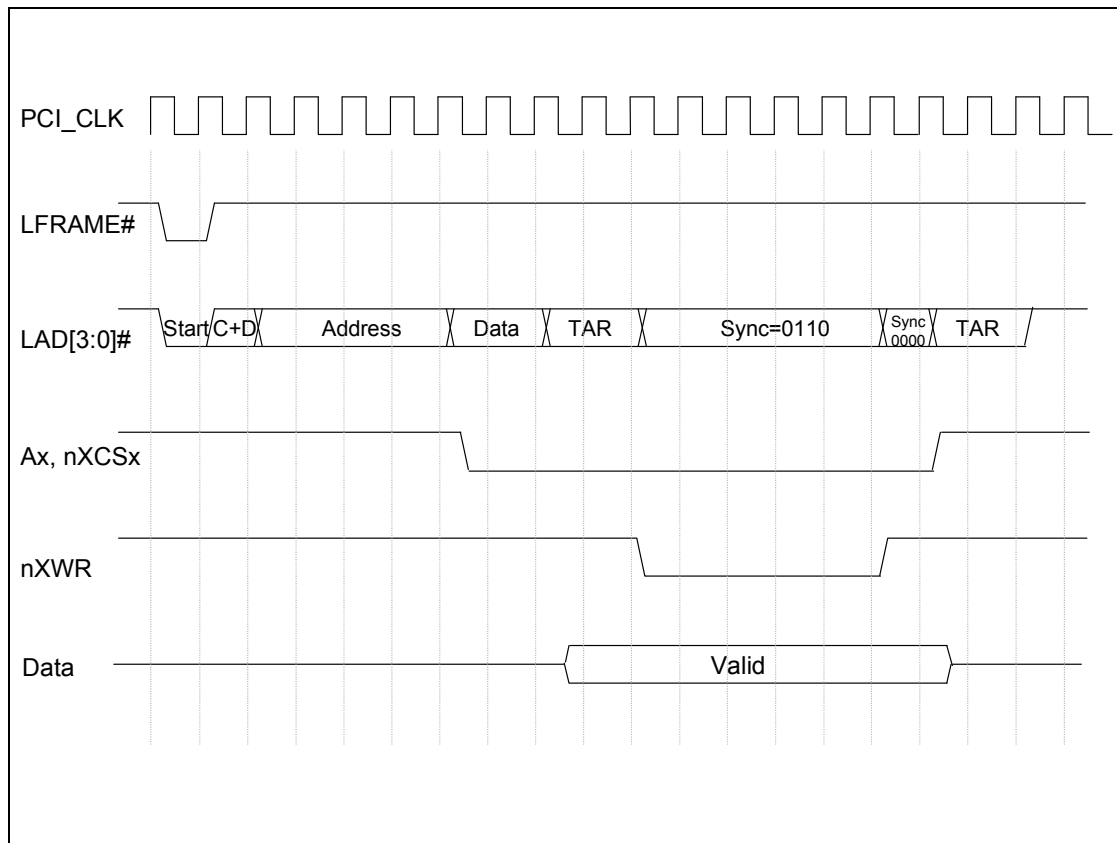 PCI_CLK
LFRAME#
LAD[3:0]#
Start
C+D
Address
Data
TAR
Sync=0110
Sync
0000
TAR
Ax, nXCSx
nXWR
Data
Valid